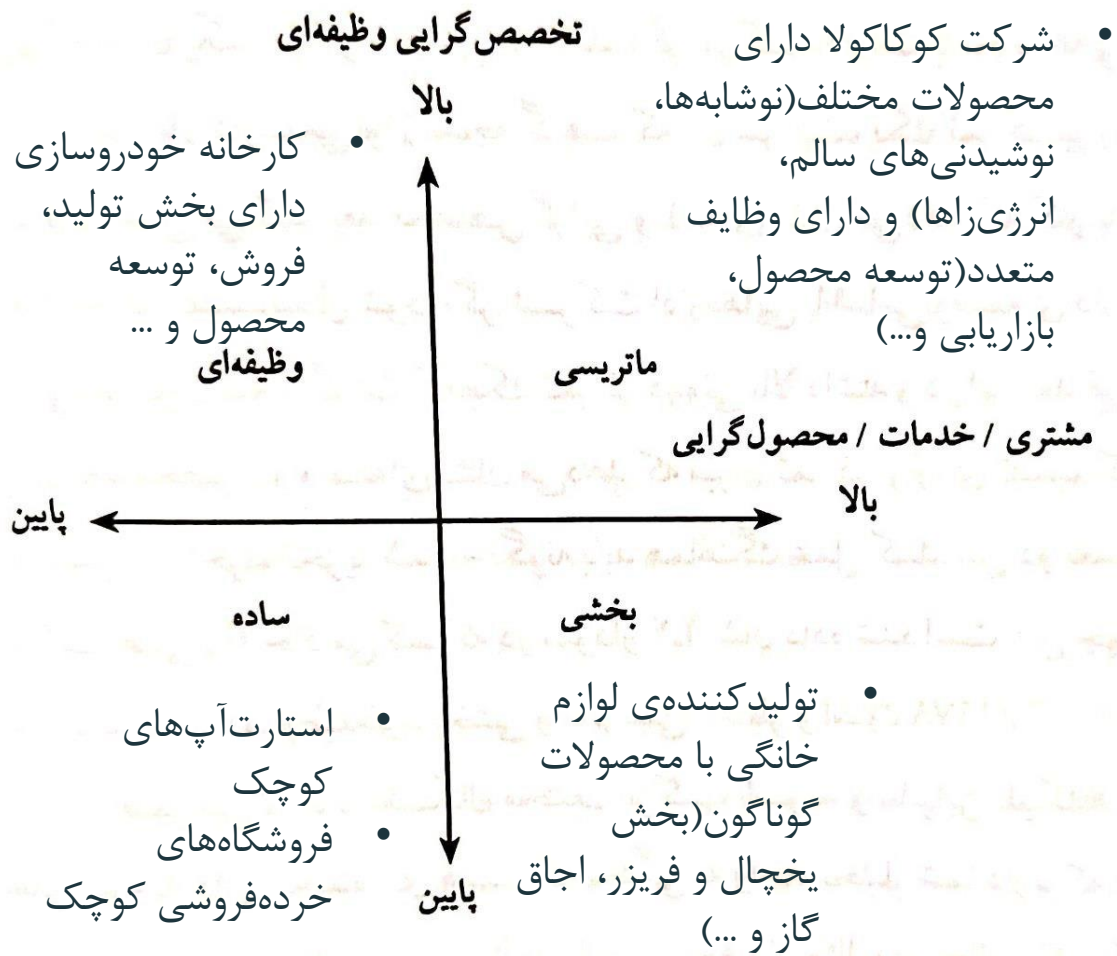 تخصص‌گرایی وظیفه‌ای
بالا
• شرکت کوکاکولا دارای
محصولات مختلف(نوشابه‌ها،
نوشیدنی‌های سالم،
انرژی‌زاها) و دارای وظایف
متعدد(توسعه محصول،
بازاریابی و...)
• کارخانه خودروسازی
دارای بخش تولید،
فروش، توسعه
محصول و ...
وظیفه‌ای
ماتریسی
مشتری / خدمات / محصول‌گرایی
بالا
پایین
بخشی
ساده
• تولیدکننده‌ی لوازم
خانگی با محصولات
گوناگون(بخش
یخچال و فریزر، اجاق
گاز و ...)
• استارت‌آپ‌های
کوچک
• فروشگاه‌های
خرده‌فروشی کوچک
پایین